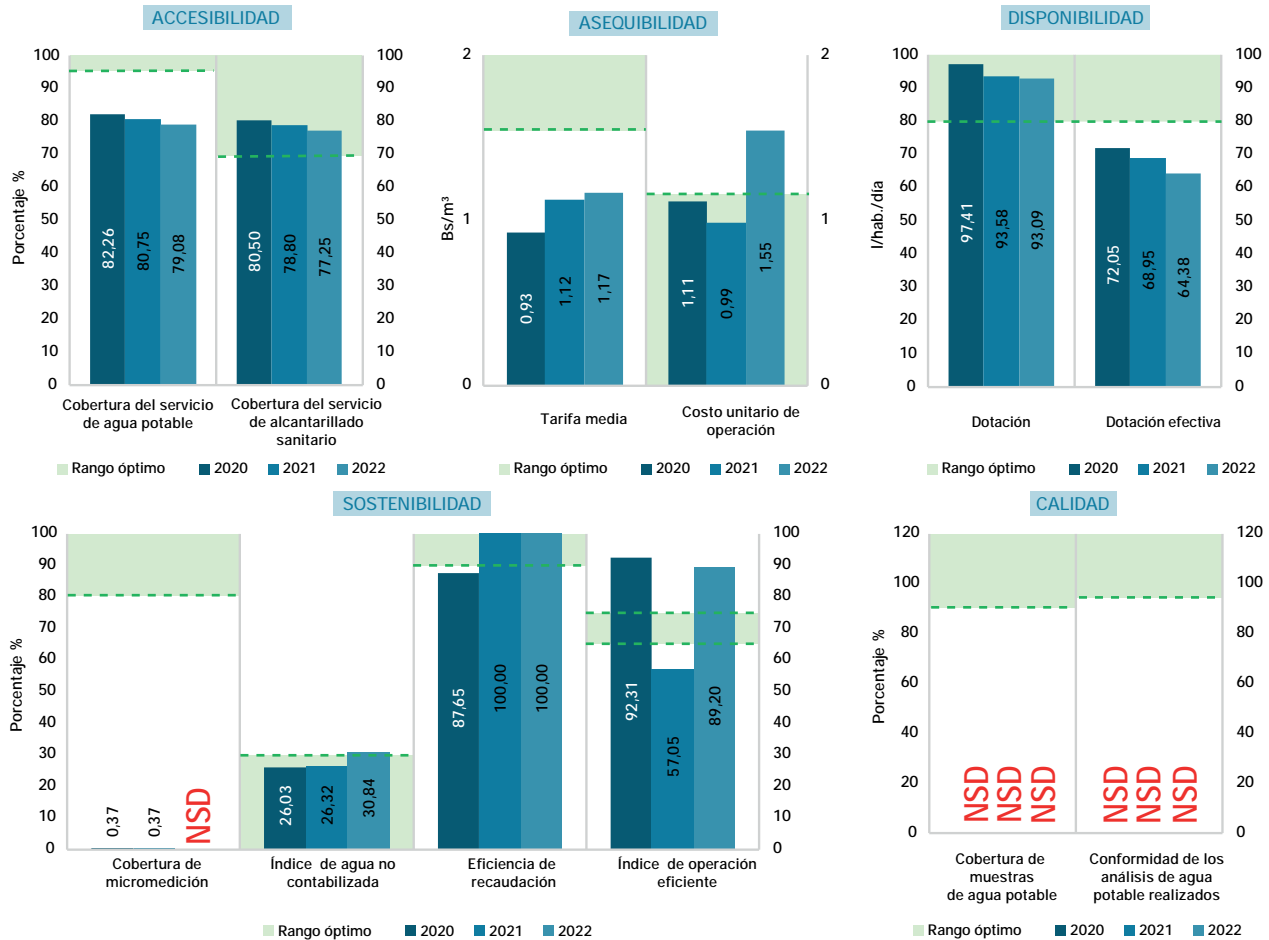 ACCESIBILIDAD
100
90
80
70
60
50
40
30
20
10
0
Porcentaje %
82,26
80,75
79,08
80,50
78,80
77,25
100
90
80
70
60
50
40
30
20
10
0
Cobertura del servicio
de agua potable
Cobertura del servicio
de alcantarillado
sanitario
Rango óptimo 2020 2021 2022
ASEQUIBILIDAD
2
1
0
Bs/m³
0,93
1,12
1,17
1,11
0,99
1,55
2
1
0
Tarifa media
Costo unitario de
operación
Rango óptimo 2020 2021 2022
DISPONIBILIDAD
100
90
80
70
60
50
40
30
20
10
0
l/hab./día
97,41
93,58
93,09
72,05
68,95
64,38
100
90
80
70
60
50
40
30
20
10
0
Dotación
Dotación efectiva
Rango óptimo 2020 2021 2022
SOSTENIBILIDAD
100
90
80
70
60
50
40
30
20
10
0
Porcentaje %
0,37
0,37
NSD
26,03
26,32
30,84
87,65
100,00
100,00
92,31
57,05
89,20
100
90
80
70
60
50
40
30
20
10
0
Cobertura de
micromedición
Índice de agua no
contabilizada
Eficiencia de
recaudación
Índice de operación
eficiente
Rango óptimo 2020 2021 2022
CALIDAD
120
100
80
60
40
20
0
Porcentaje %
NSD
NSD
NSD
NSD
NSD
NSD
120
100
80
60
40
20
0
Cobertura de
muestras
de agua potable
Conformidad de los
análisis de agua
potable realizados
Rango óptimo 2020 2021 2022